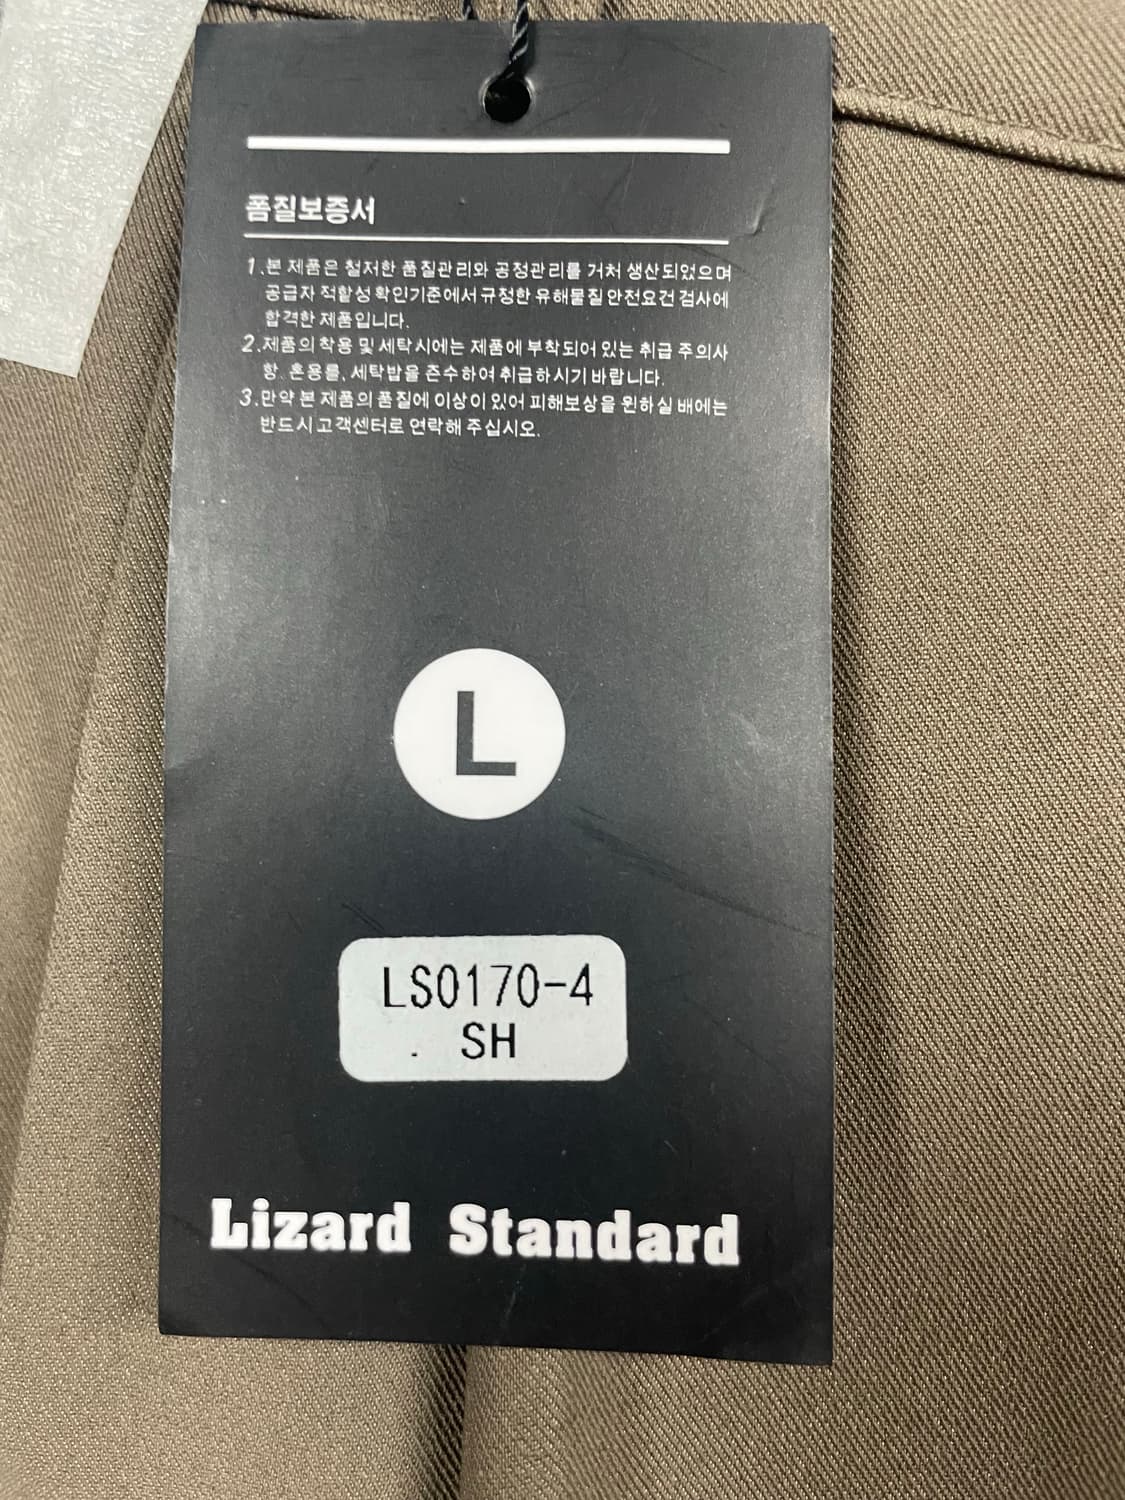 폼질보증서
1.본 제품은 철저한 품질관리와 공정관리를 거처 생산되었으며
공급자 적핲성확인기준에서규정한 유해물질안전요건 검사에
합격한 제품입니다.
2.제품의 착용 및 세탁시에는 제품에 부착되어 있는 취급 주의사
항. 혼용률, 세탁밥을 준수하여 취급하시기 바랍니다.
3.만약 본 제품의 품질에 이상이 있어 피해보상을 원하실 배에는
반드시고객센터로 연락해 주십시오.
L
LS0170-4
SH
Lizard Standard